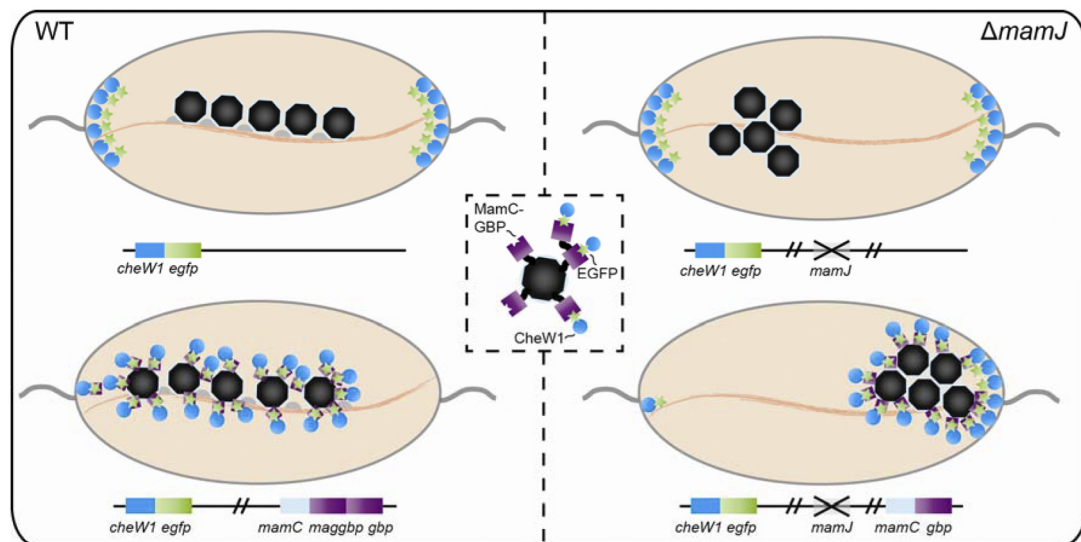 WT
ΔmamJ
cheW1 egfp
MamC-
GBP
EGFP
CheW1
cheW1 egfp
mamJ
cheW1 egfp
mamC maggbp gbp
cheW1 egfp
mamJ
mamC gbp